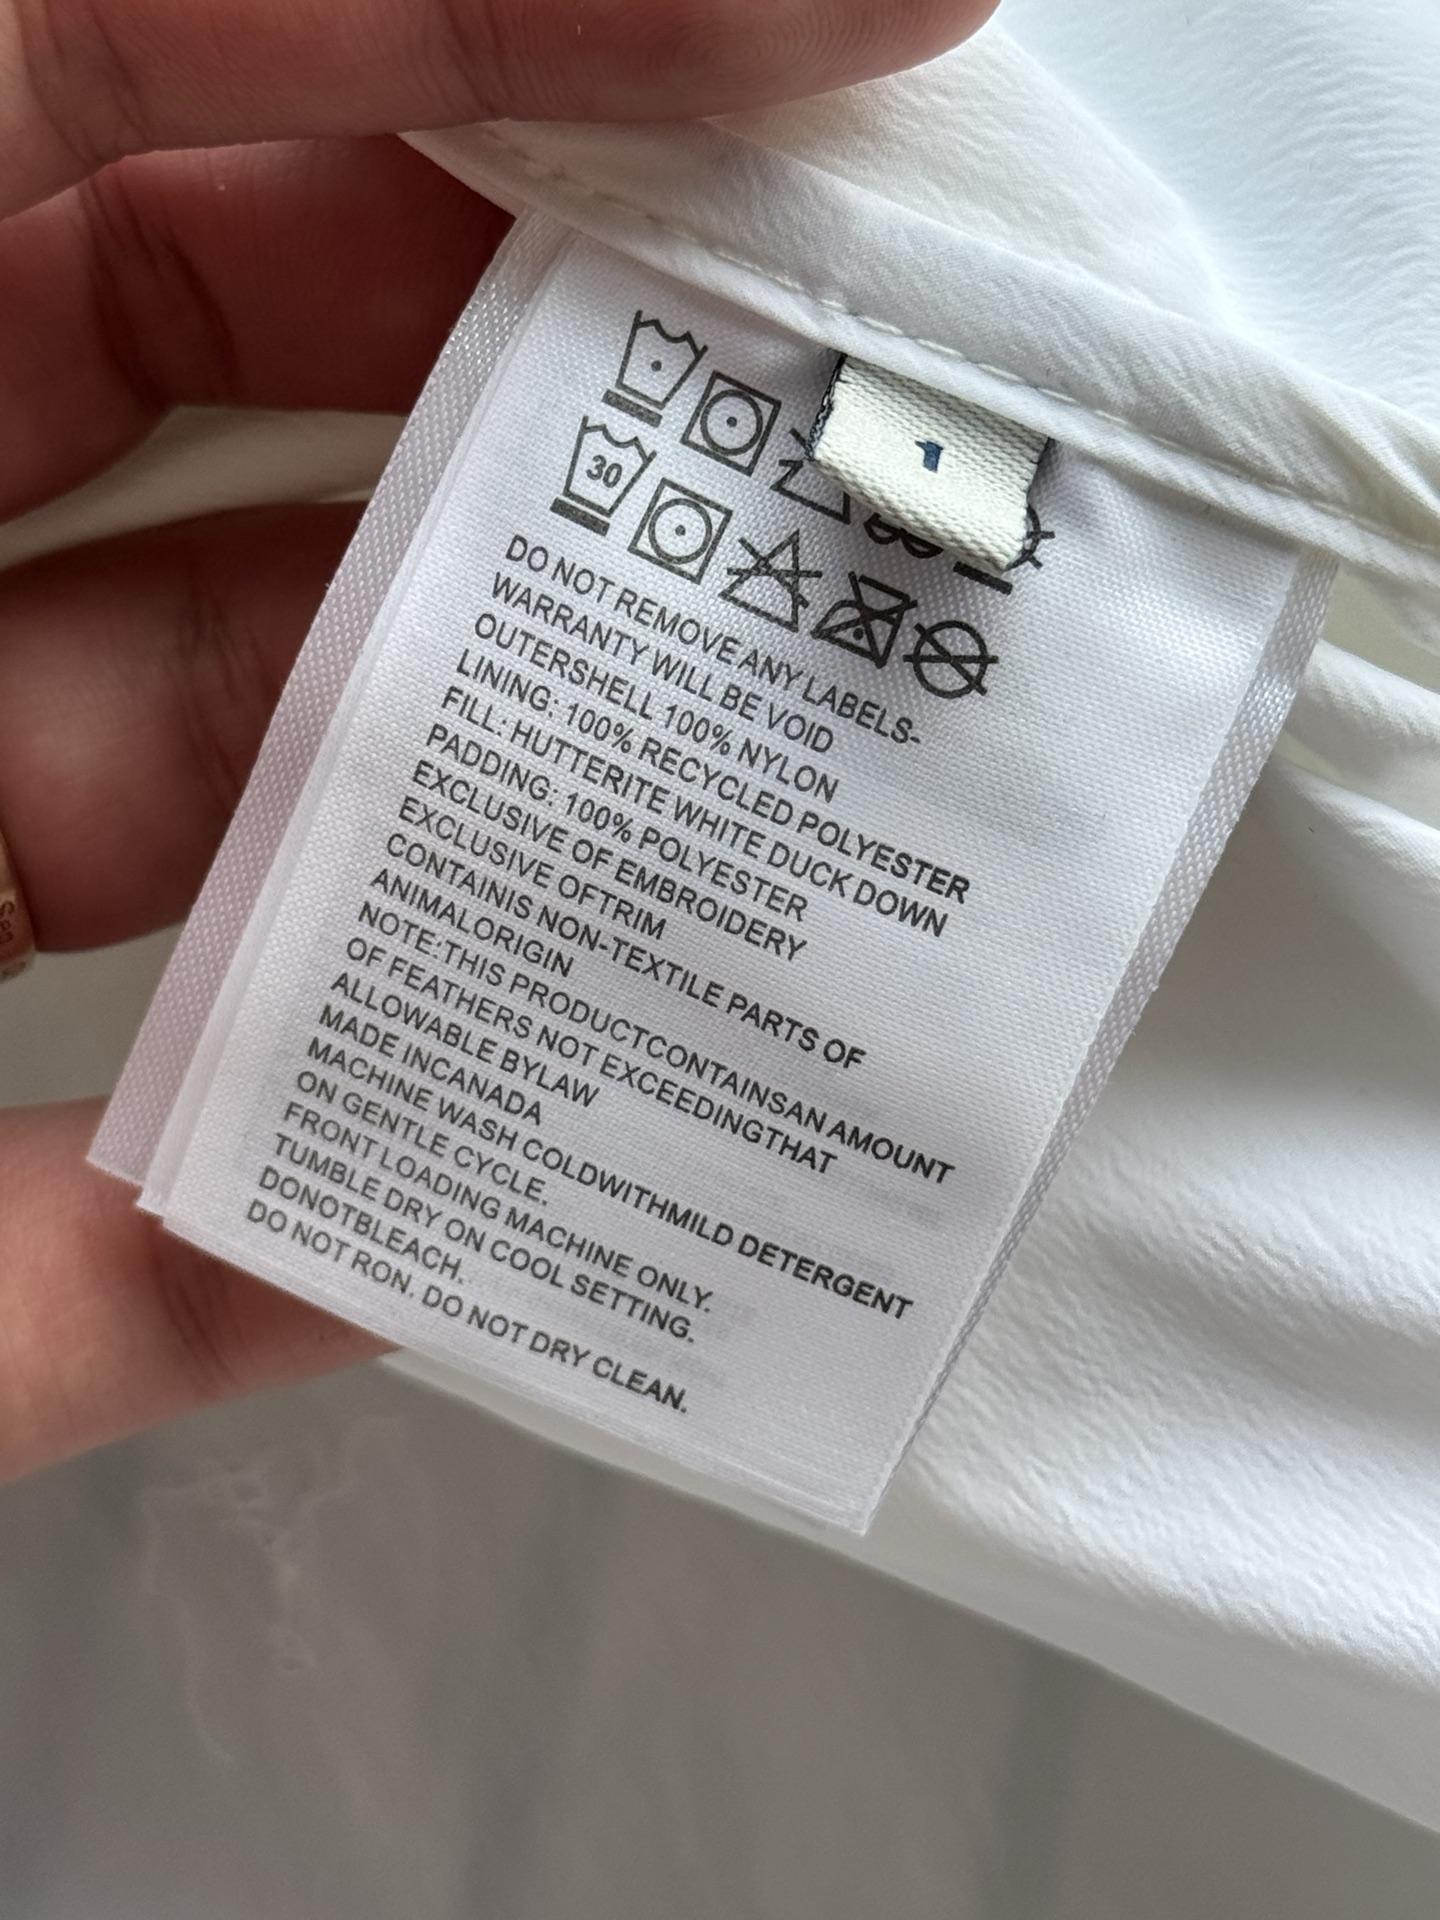 1
30
DO NOT REMOVE ANY LABELS-
WARRANTY WILL BE VOID
OUTERSHELL 100% NYLON
LINING: 100% RECYCLED POLYESTER
FILL: HUTTERITE WHITE DUCK DOWN
PADDING: 100% POLYESTER
EXCLUSIVE OF EMBROIDERY
EXCLUSIVE OFTRIM
CONTAINIS NON-TEXTILE PARTS OF
ANIMALORIGIN
NOTE:THIS PRODUCTCONTAINSAN AMOUNT
OF FEATHERS NOT EXCEEDINGTHAT
ALLOWABLE BYLAW
MADE INCANADA
MACHINE WASH COLDWITHMILD DETERGENT
ON GENTLE CYCLE.
FRONT LOADING MACHINE ONLY.
TUMBLE DRY ON COOL SETTING.
DONOTBLEACH.
DO NOT RON. DO NOT DRY CLEAN.